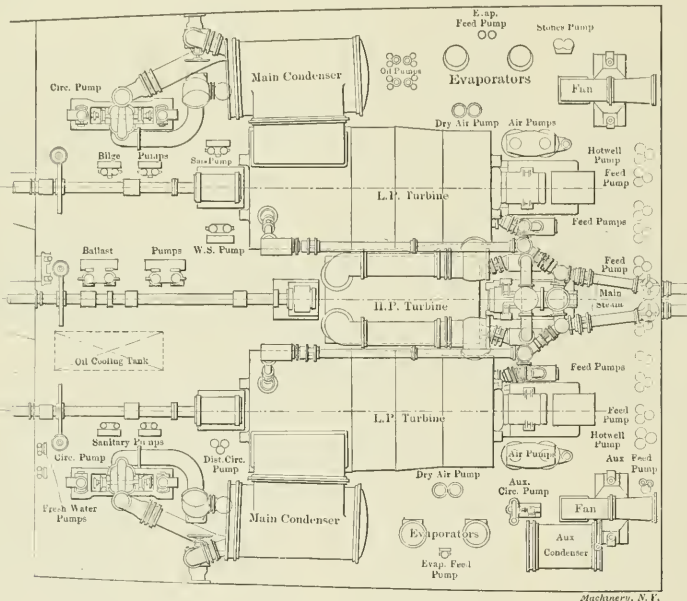 Evap.
Feed Pump
Stones Pump
Main Condenser
Oil Pumps
Evaporators
Circ. Pump
Fan
Dry Air Pump
Air Pumps
Bilge Pumps
San. Pump
Hotwell
Pump
Feed
Pump
L.P. Turbine
Feed Pumps
W.S. Pump
Ballast Pumps
Feed
Pump
Main
Steam
H.P. Turbine
Oil Cooling Tank
Feed Pumps
L.P. Turbine
Feed
Pump
Sanitary Pumps
Hotwell
Pump
Circ. Pump
Dist. Circ.
Pump
Air Pumps
Aux Feed
Pump
Dry Air Pump
Aux.
Circ. Pump
Fresh Water
Pumps
Main Condenser
Fan
Evaporators
Aux
Condenser
Evap. Feed
Pump
Machinery, N.Y.